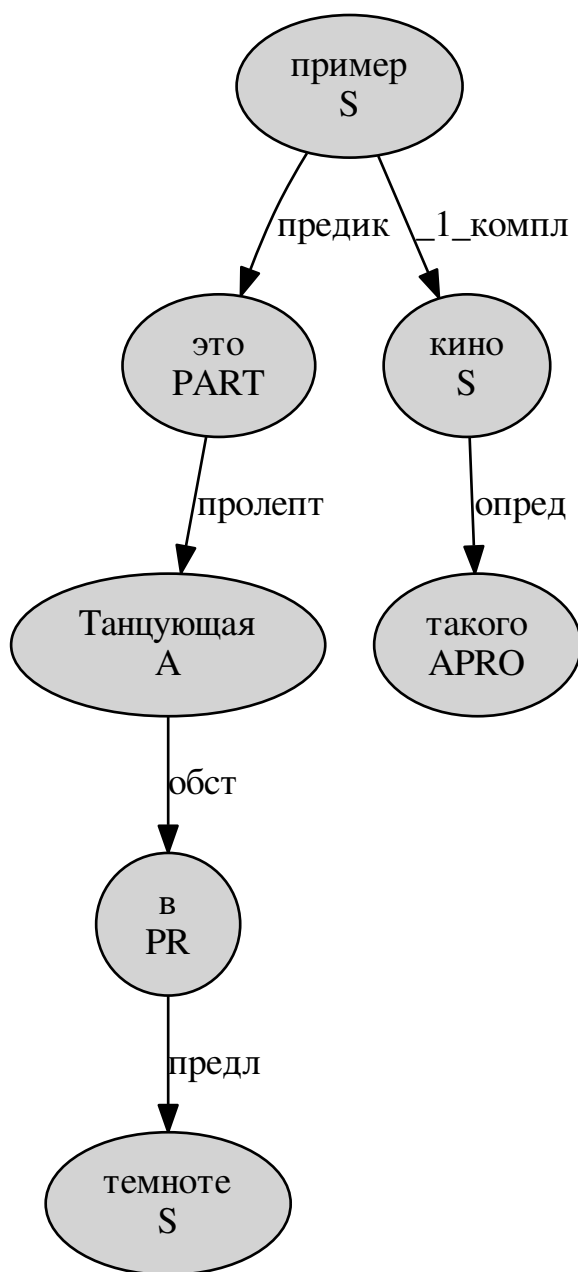 пример
S
предик
_1_компл
это
PART
кино
S
пролепт
опред
Танцующая
A
такого
APRO
обст
в
PR
предл
темноте
S